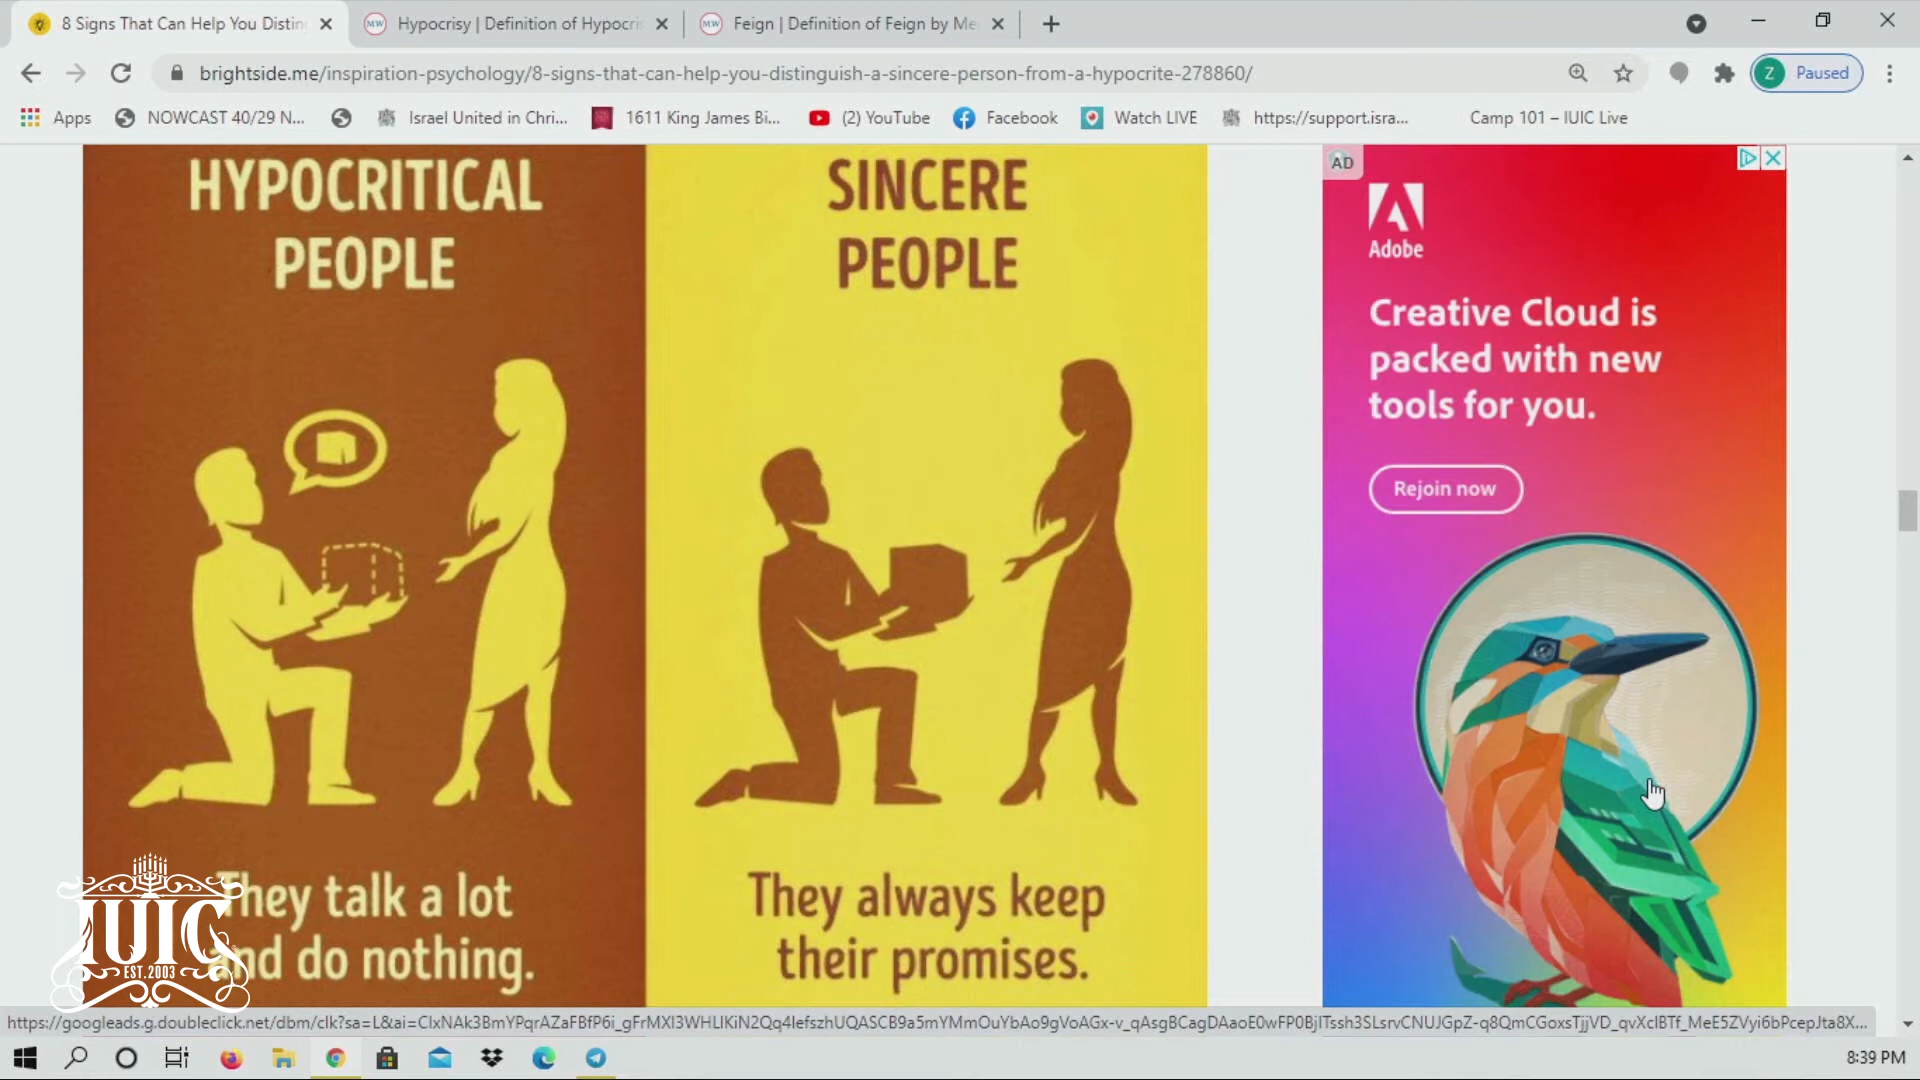 8 Signs That Can Help You Distin
Hypocrisy | Definition of Hypocri
Feign | Definition of Feign by Me
brightside.me/inspiration-psychology/8-signs-that-can-help-you-distinguish-a-sincere-person-from-a-hypocrite-278860/
Z Paused
Apps
NOWCAST 40/29 N...
Israel United in Chri...
1611 King James Bi...
(2) YouTube
Facebook
Watch LIVE
https://support.isra...
Camp 101 – IUIC Live
HYPOCRITICAL
PEOPLE
They talk a lot
and do nothing.
SINCERE
PEOPLE
They always keep
their promises.
AD
Adobe
Creative Cloud is
packed with new
tools for you.
Rejoin now
IUIC
EST.2003
8:39 PM